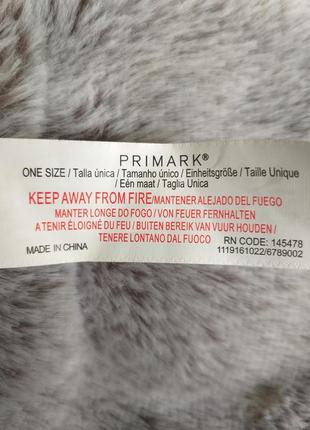 PRIMARK®
ONE SIZE / Talla única / Tamanho único / Einheitsgröße / Taille Unique
/ Eén maat / Taglia Unica
KEEP AWAY FROM FIRE/MANTENER ALEJADO DEL FUEGO
MANTER LONGE DO FOGO / VON FEUER FERNHALTEN
A TENIR ÉLOIGNÉ DU FEU / BUITEN BEREIK VAN VUUR HOUDEN /
TENERE LONTANO DAL FUOCO
RN CODE: 145478
MADE IN CHINA
1119161022/6789002